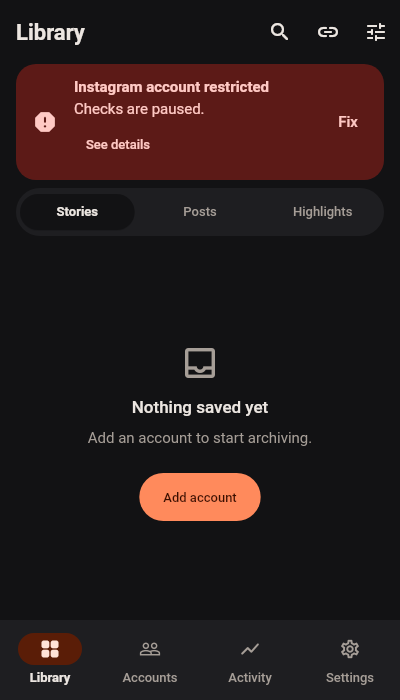 Library
Instagram account restricted
Checks are paused.
See details
Fix
Stories
Posts
Highlights
Nothing saved yet
Add an account to start archiving.
Add account
Library
Accounts
Activity
Settings